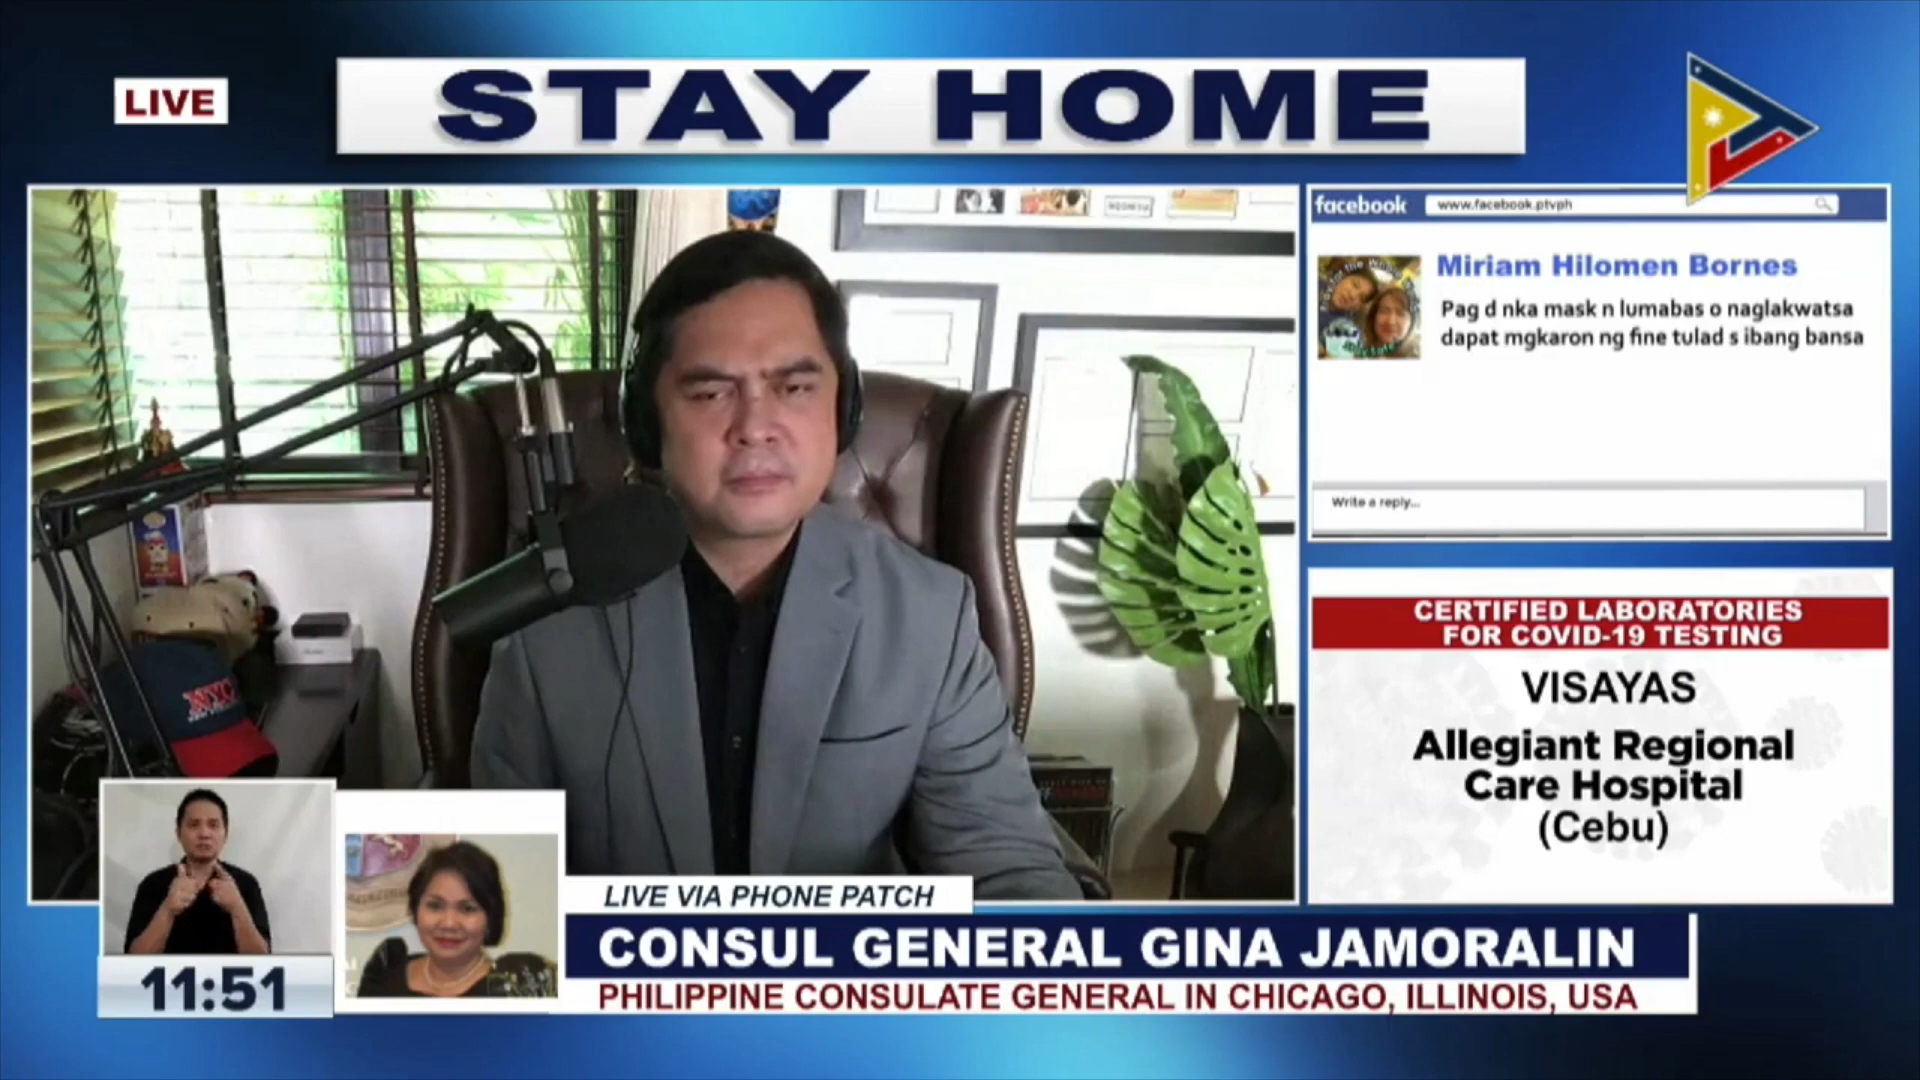 LIVE
STAY HOME
facebook
www.facebook.ptvph
Miriam Hilomen Bornes
Pag d nka mask n lumabas o naglakwatsa
dapat mgkaron ng fine tulad s ibang bansa
Write a reply...
CERTIFIED LABORATORIES
FOR COVID-19 TESTING
VISAYAS
Allegiant Regional
Care Hospital
(Cebu)
NYC
LIVE VIA PHONE PATCH
CONSUL GENERAL GINA JAMORALIN
PHILIPPINE CONSULATE GENERAL IN CHICAGO, ILLINOIS, USA
11:51